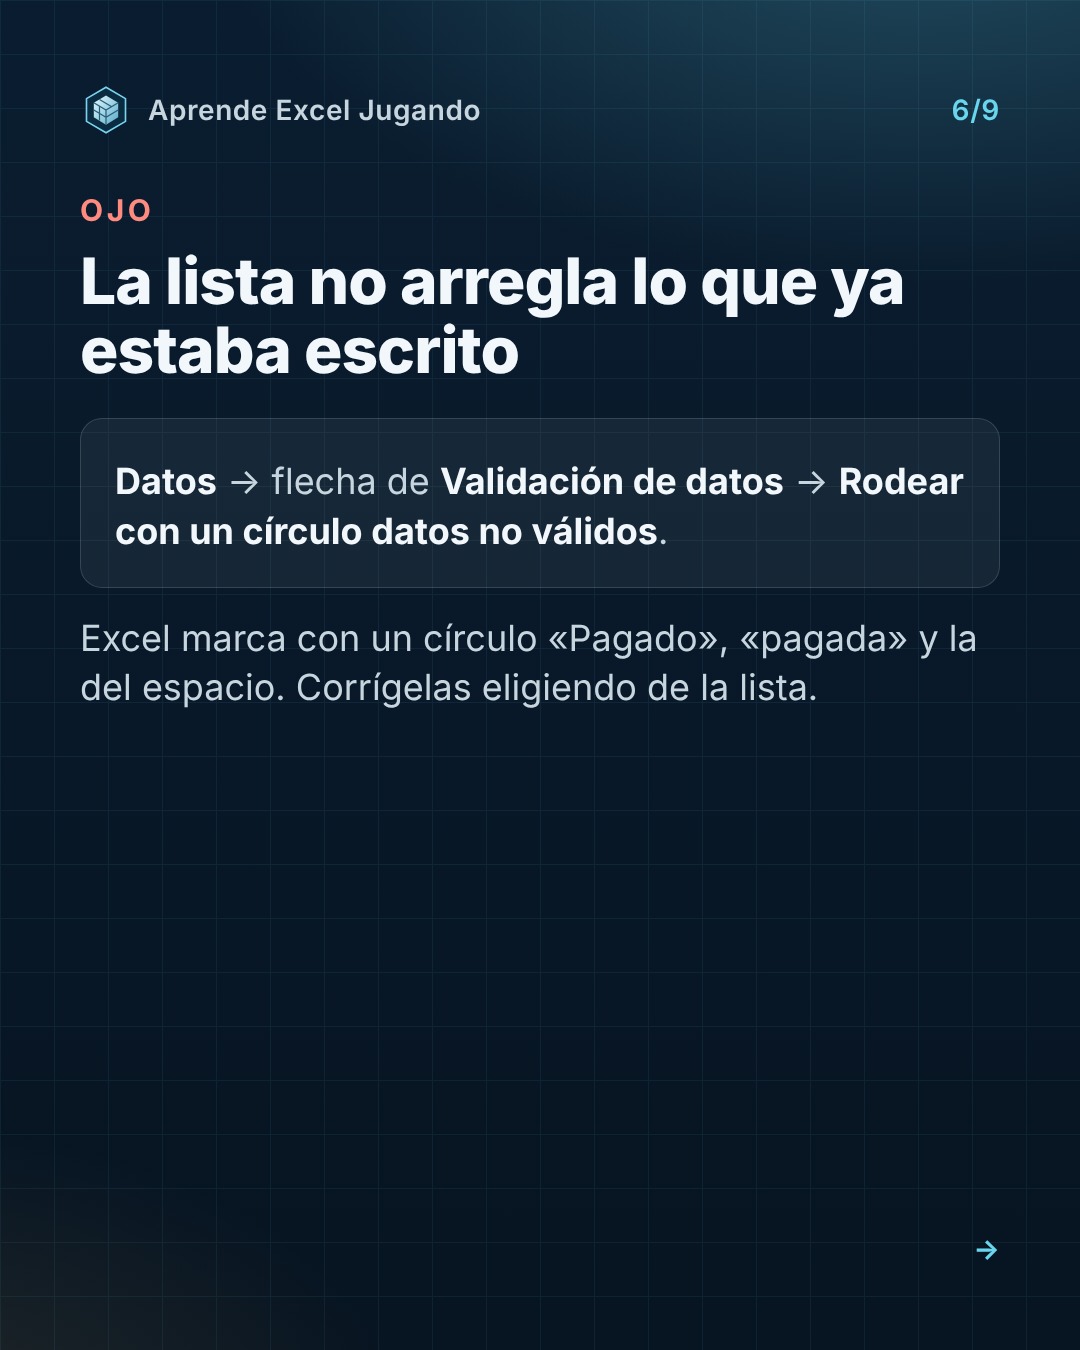 Aprende Excel Jugando
6/9
OJO
La lista no arregla lo que ya
estaba escrito
Datos → flecha de Validación de datos → Rodear
con un círculo datos no válidos.
Excel marca con un círculo «Pagado», «pagada» y la
del espacio. Corrígelas eligiendo de la lista.
→